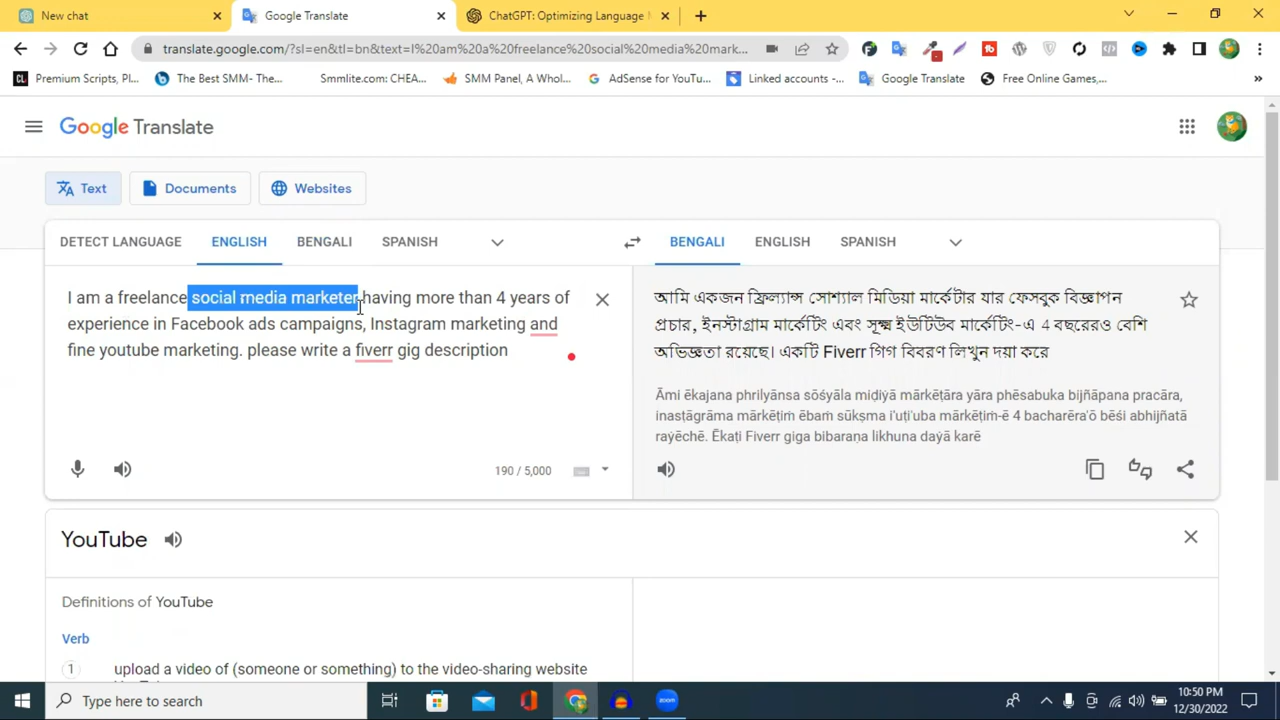 New chat
Google Translate
ChatGPT: Optimizing Language
translate.google.com/?sl=en&tl=bn&text=I%20am%20a%20freelance%20social%20media%20mark...
CL Premium Scripts, Pl...
The Best SMM- The...
Smmlite.com: CHEA...
SMM Panel, A Whol...
AdSense for YouTu...
Linked accounts -...
Google Translate
Free Online Games,...
Google Translate
Text
Documents
Websites
DETECT LANGUAGE
ENGLISH
BENGALI
SPANISH
BENGALI
ENGLISH
SPANISH
I am a freelance social media marketer having more than 4 years of
experience in Facebook ads campaigns, Instagram marketing and
fine youtube marketing. please write a fiverr gig description
190 / 5,000
আমি একজন ফ্রিল্যান্স সোশ্যাল মিডিয়া মার্কেটার যার ফেসবুক বিজ্ঞাপন
প্রচার, ইনস্টাগ্রাম মার্কেটিং এবং সূক্ষ্ম ইউটিউব মার্কেটিং-এ 4 বছরেরও বেশি
অভিজ্ঞতা রয়েছে। একটি Fiverr গিগ বিবরণ লিখুন দয়া করে
Āmi ēkajana phrilyānsa sōśyāla miḍiẏā mārkēṭāra yāra phēsabuka bijñāpana pracāra,
inasṭāgrāma mārkēṭiṁ ēbaṁ sūkṣma i'uṭi'uba mārkēṭiṁ-ē 4 bacharēra'ō bēśi abhijñatā
raẏēchē. Ēkaṭi Fiverr giga bibaraṇa likhuna daẏā karē
YouTube
Definitions of YouTube
Verb
1
upload a video of (someone or something) to the video-sharing website
Type here to search
10:50 PM
12/30/2022